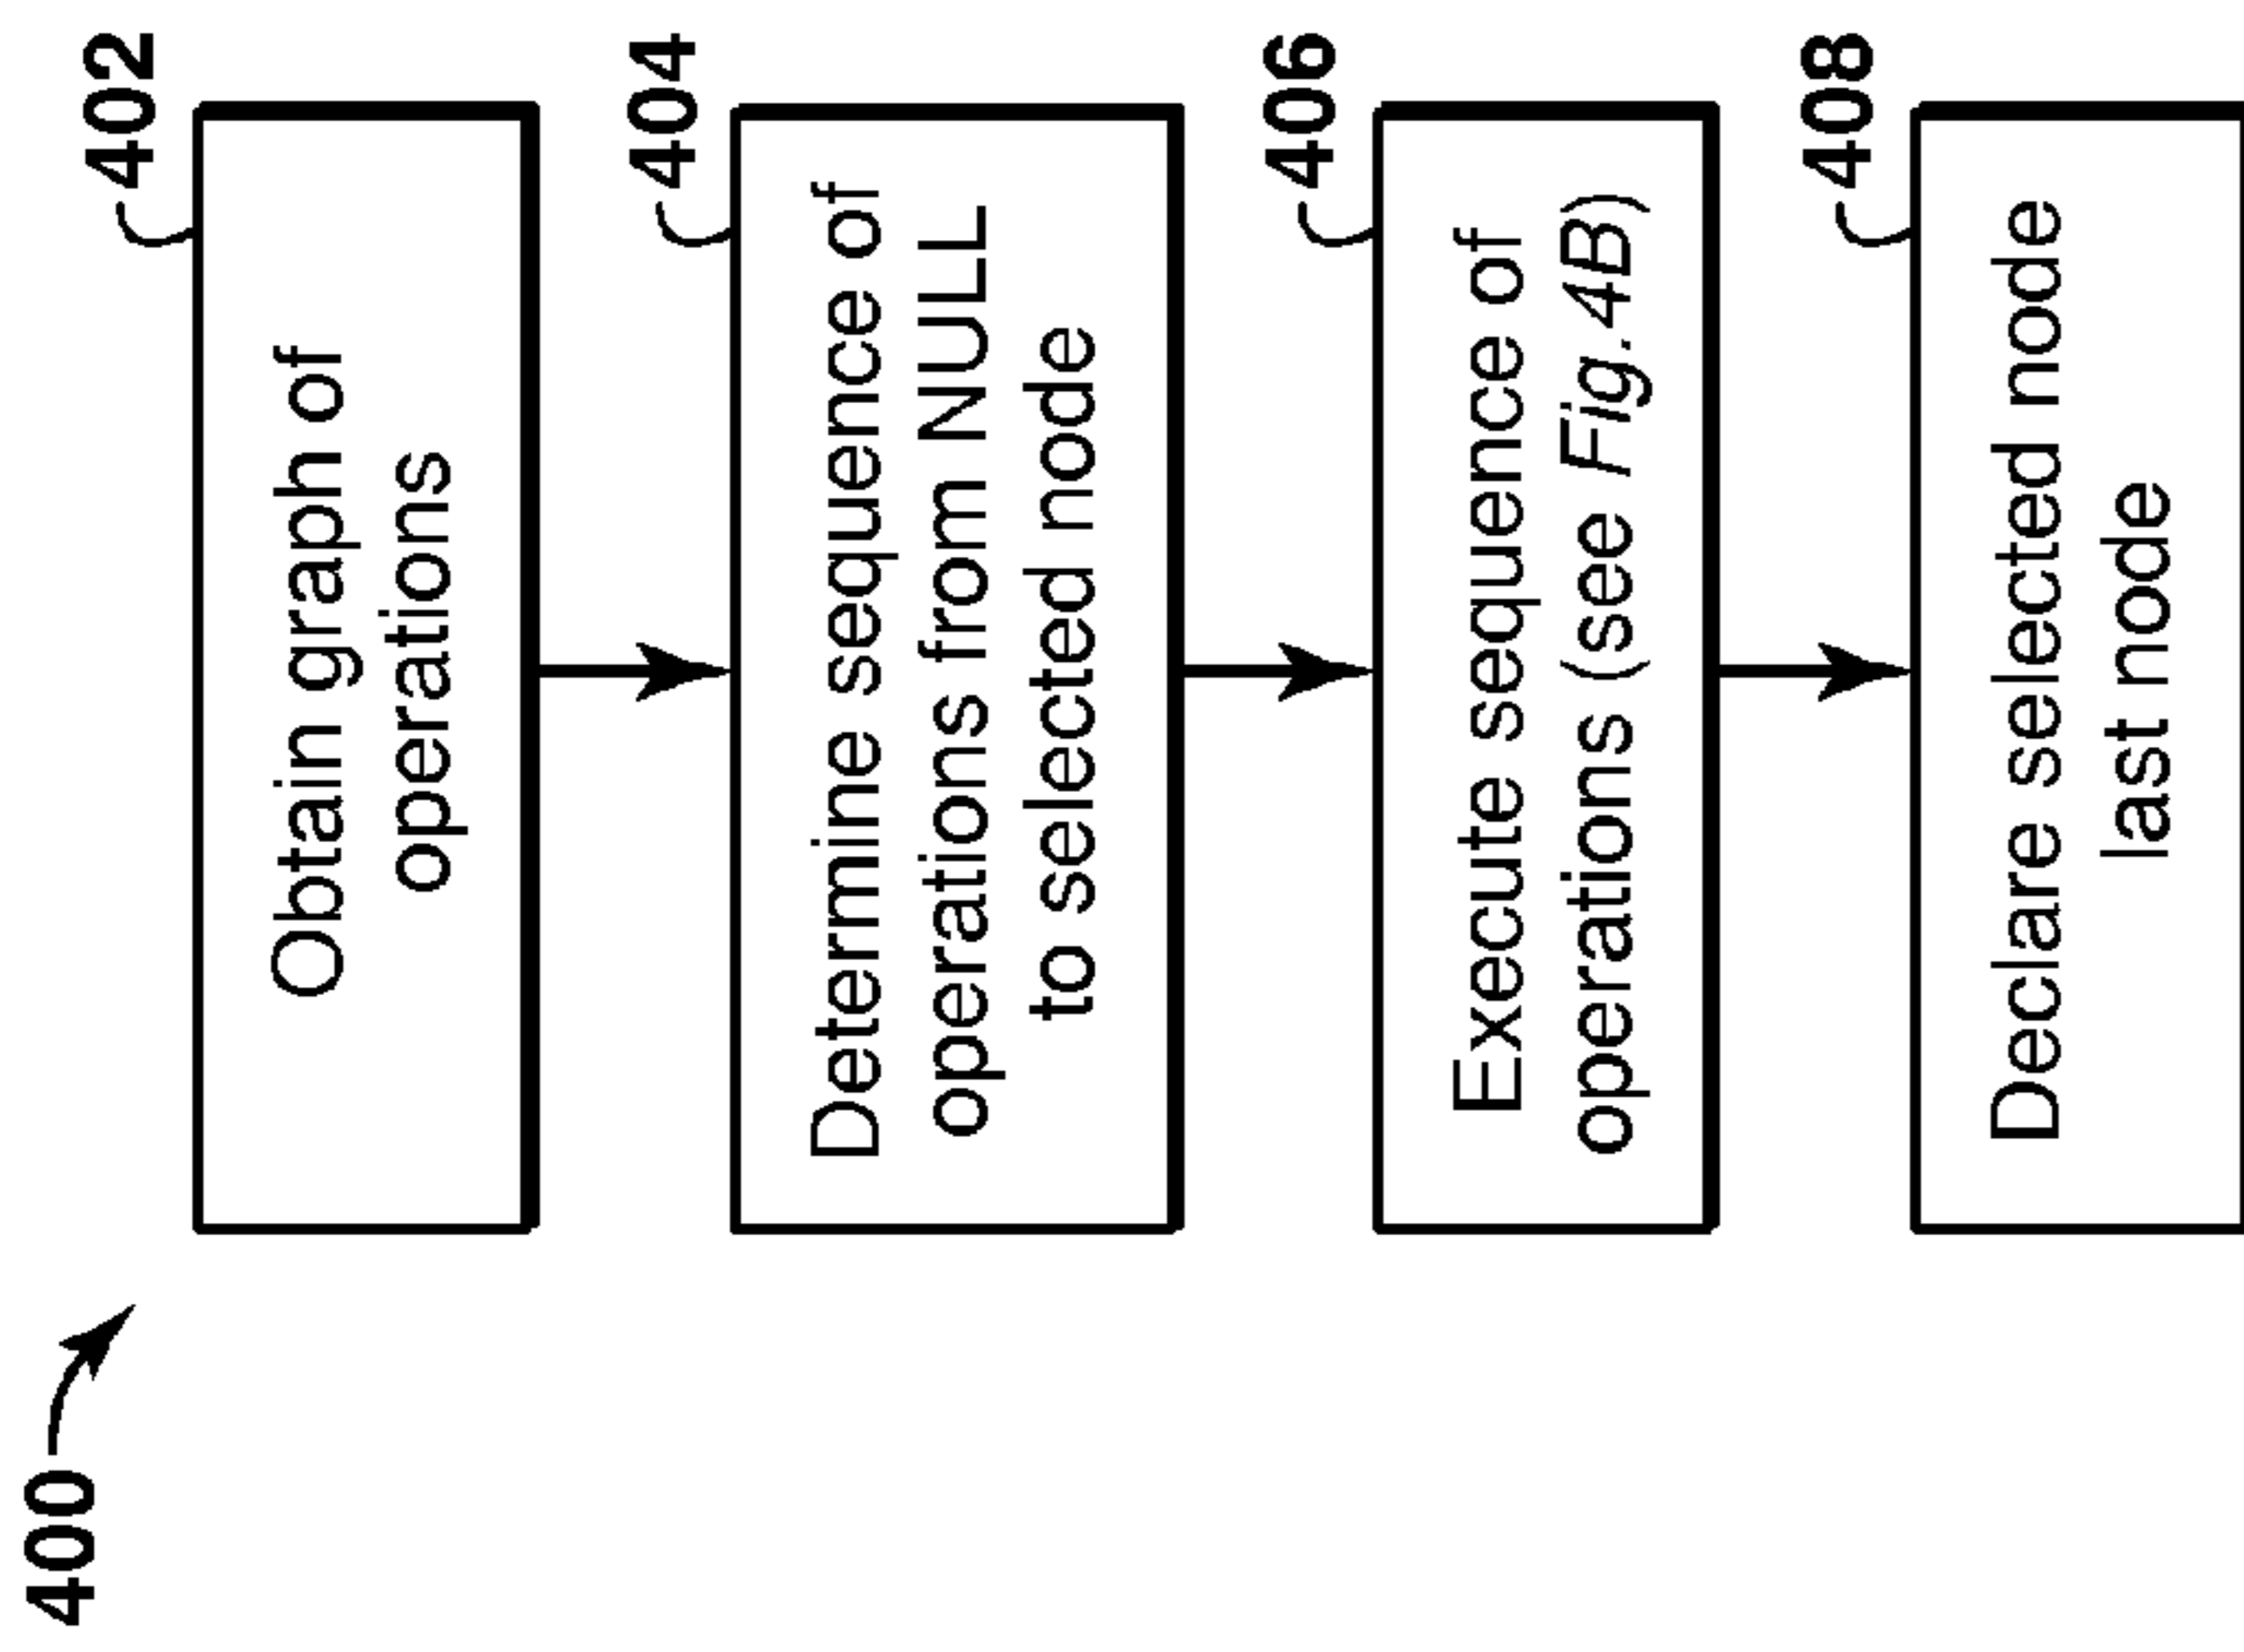 400
402
Obtain graph of
operations
404
Determine sequence of
operations from NULL
to selected node
406
Execute sequence of
operations (see Fig.4B)
408
Declare selected node
last node